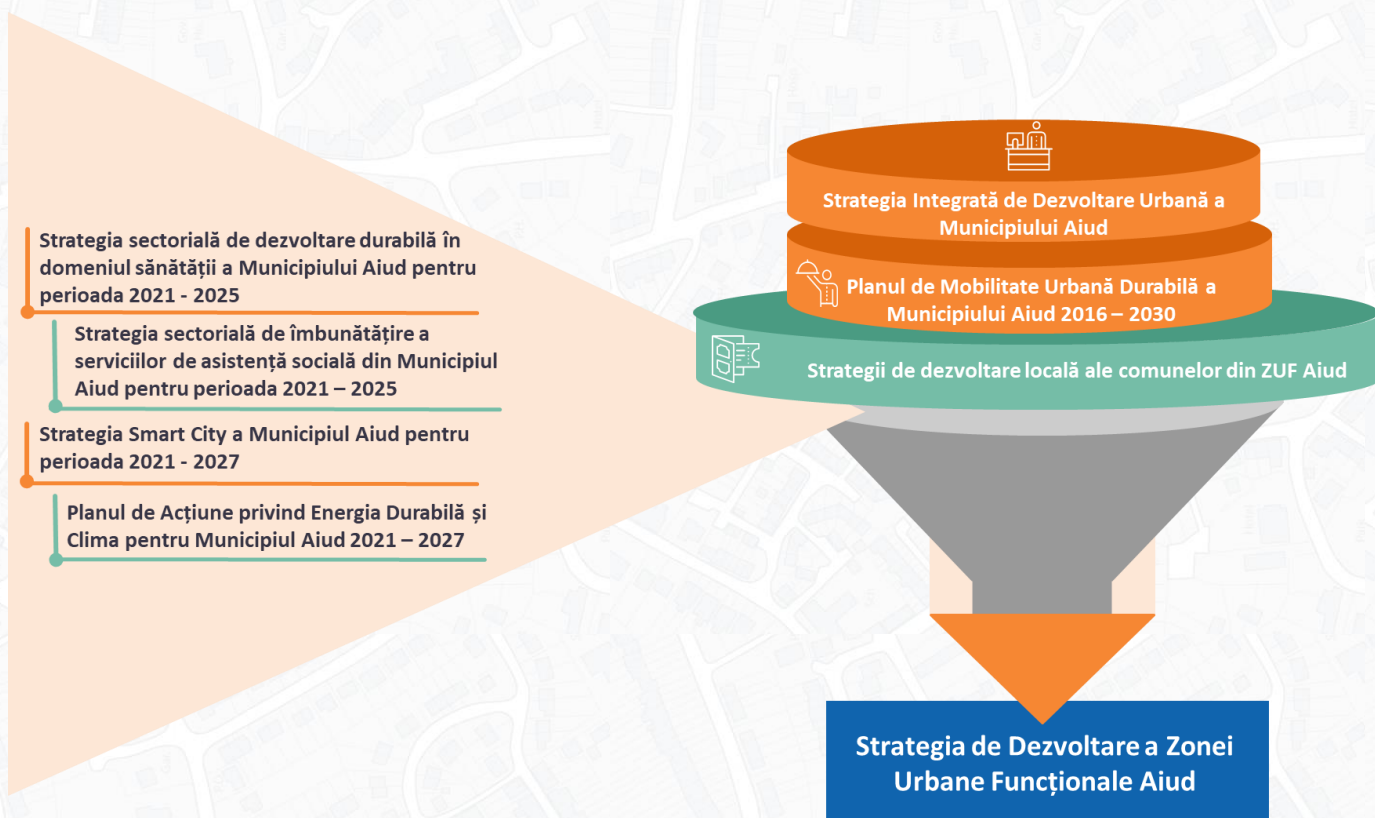 Strategia sectorială de dezvoltare durabilă în
domeniul sănătății a Municipiului Aiud pentru
perioada 2021 - 2025
Strategia sectorială de îmbunătățire a
serviciilor de asistență socială din Municipiul
Aiud pentru perioada 2021 – 2025
Strategia Smart City a Municipiul Aiud pentru
perioada 2021 - 2027
Planul de Acțiune privind Energia Durabilă și
Clima pentru Municipiul Aiud 2021 – 2027
Strategia Integrată de Dezvoltare Urbană a
Municipiului Aiud
Planul de Mobilitate Urbană Durabilă a
Municipiului Aiud 2016 – 2030
Strategii de dezvoltare locală ale comunelor din ZUF Aiud
Strategia de Dezvoltare a Zonei
Urbane Funcționale Aiud